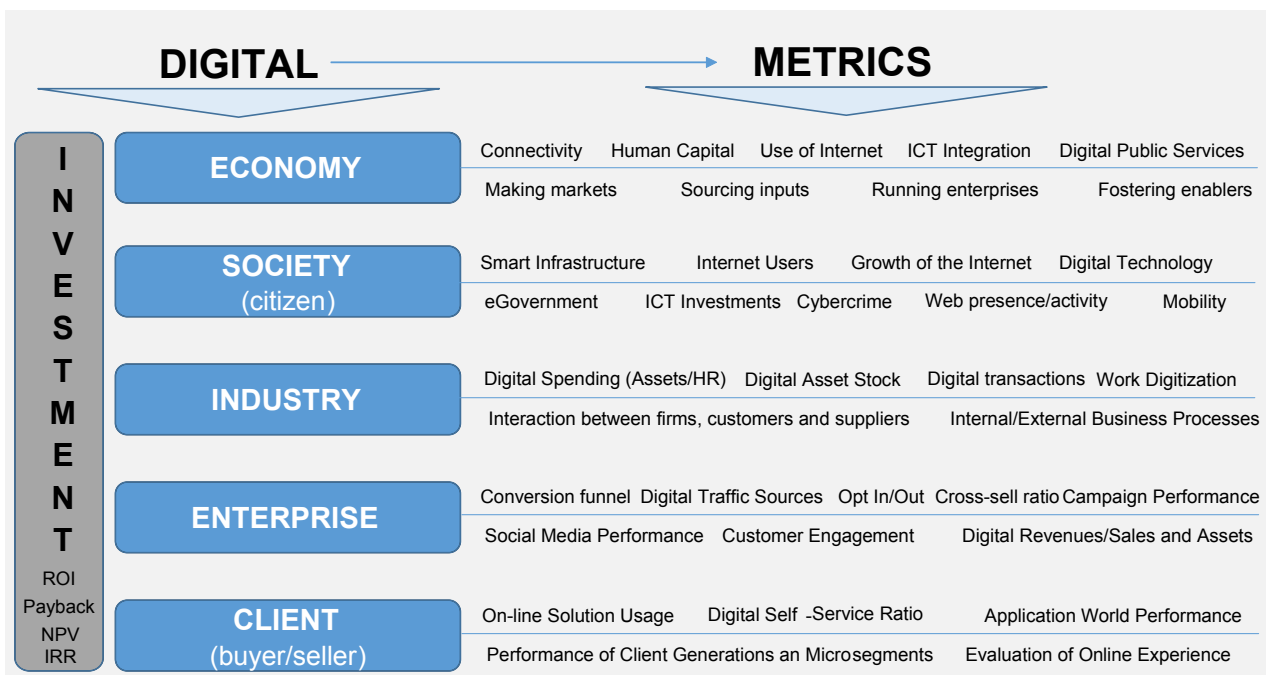 DIGITAL METRICS
INVESTMENT
ROI
Payback
NPV
IRR
ECONOMY
Connectivity Human Capital Use of Internet ICT Integration Digital Public Services
Making markets Sourcing inputs Running enterprises Fostering enablers
SOCIETY
(citizen)
Smart Infrastructure Internet Users Growth of the Internet Digital Technology
eGovernment ICT Investments Cybercrime Web presence/activity Mobility
INDUSTRY
Digital Spending (Assets/HR) Digital Asset Stock Digital transactions Work Digitization
Interaction between firms, customers and suppliers Internal/External Business Processes
ENTERPRISE
Conversion funnel Digital Traffic Sources Opt In/Out Cross-sell ratio Campaign Performance
Social Media Performance Customer Engagement Digital Revenues/Sales and Assets
CLIENT
(buyer/seller)
On-line Solution Usage Digital Self -Service Ratio Application World Performance
Performance of Client Generations an Microsegments Evaluation of Online Experience